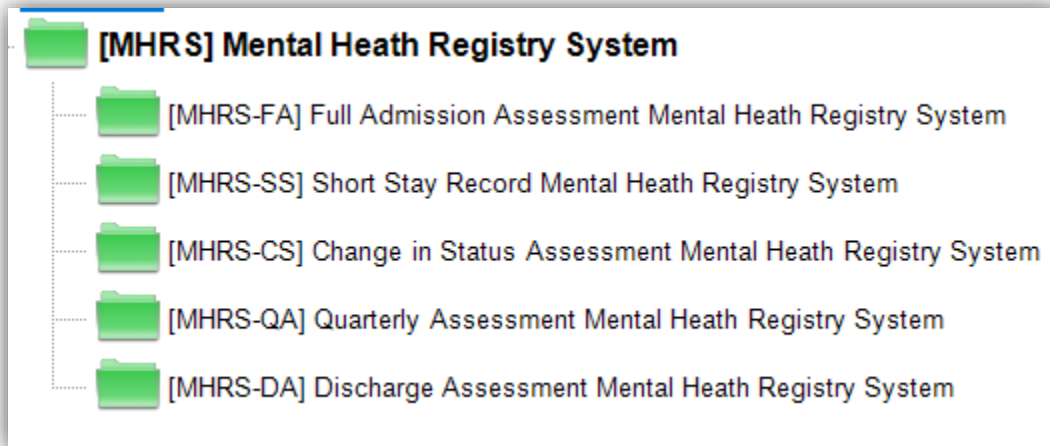 [MHRS] Mental Heath Registry System
[MHRS-FA] Full Admission Assessment Mental Heath Registry System
[MHRS-SS] Short Stay Record Mental Heath Registry System
[MHRS-CS] Change in Status Assessment Mental Heath Registry System
[MHRS-QA] Quarterly Assessment Mental Heath Registry System
[MHRS-DA] Discharge Assessment Mental Heath Registry System